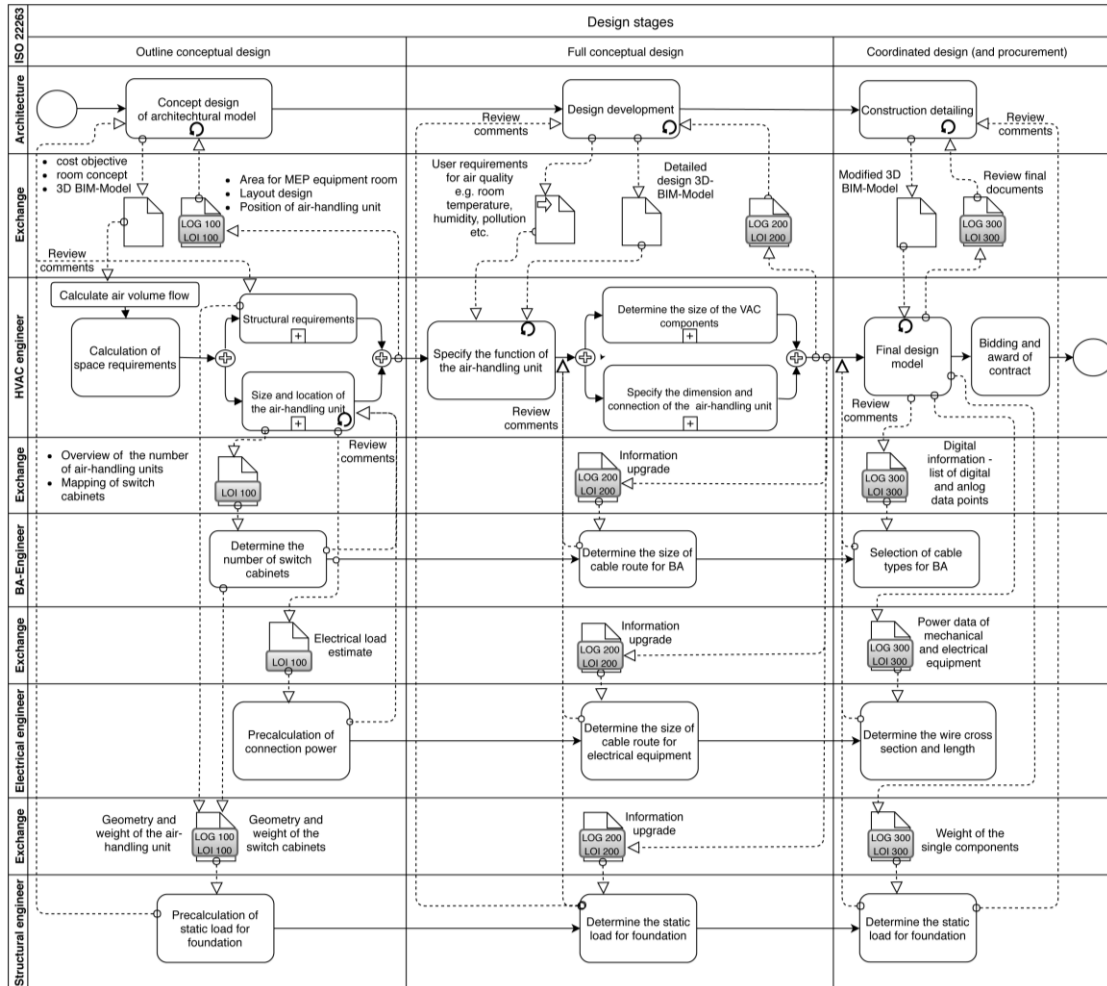 ISO 22263
Design stages
Outline conceptual design
Full conceptual design
Coordinated design (and procurement)
Architecture
Concept design
of architechtural model
Review
comments
Design development
Construction detailing
Review
comments
Exchange
• cost objective
• room concept
• 3D BIM-Model
LOG 100
LOI 100
• Area for MEP equipment room
• Layout design
• Position of air-handling unit
Review
comments
User requirements
for air quality
e.g. room
temperature,
humidity, pollution
etc.
Detailed
design 3D-
BIM-Model
LOG 200
LOI 200
Modified 3D
BIM-Model
LOG 300
LOI 300
Review final
documents
HVAC engineer
Calculate air volume flow
Calculation of
space requirements
Structural requirements
Size and location of
the air-handling unit
Review
comments
Specify the function of
the air-handling unit
Review
comments
Determine the size of the VAC
components
Specify the dimension and
connection of the air-handling unit
Final design
model
Review
comments
Bidding and
award of
contract
Exchange
• Overview of the number
of air-handling units
• Mapping of switch
cabinets
LOI 100
Information
upgrade
LOG 200
LOI 200
LOG 300
LOI 300
Digital
information -
list of digital
and anlog
data points
BA-Engineer
Determine the
number of switch
cabinets
Determine the size of
cable route for BA
Selection of cable
types for BA
Exchange
LOI 100
Electrical load
estimate
Information
upgrade
LOG 200
LOI 200
LOG 300
LOI 300
Power data of
mechanical
and electrical
equipment
Electrical engineer
Precalculation of
connection power
Determine the size of
cable route for
electrical equipment
Determine the wire cross
section and length
Exchange
Geometry and
weight of the air-
handling unit
LOG 100
LOI 100
Geometry and
weight of the
switch cabinets
Information
upgrade
LOG 200
LOI 200
LOG 300
LOI 300
Weight of the
single components
Structural engineer
Precalculation of
static load for
foundation
Determine the static
load for foundation
Determine the static
load for foundation